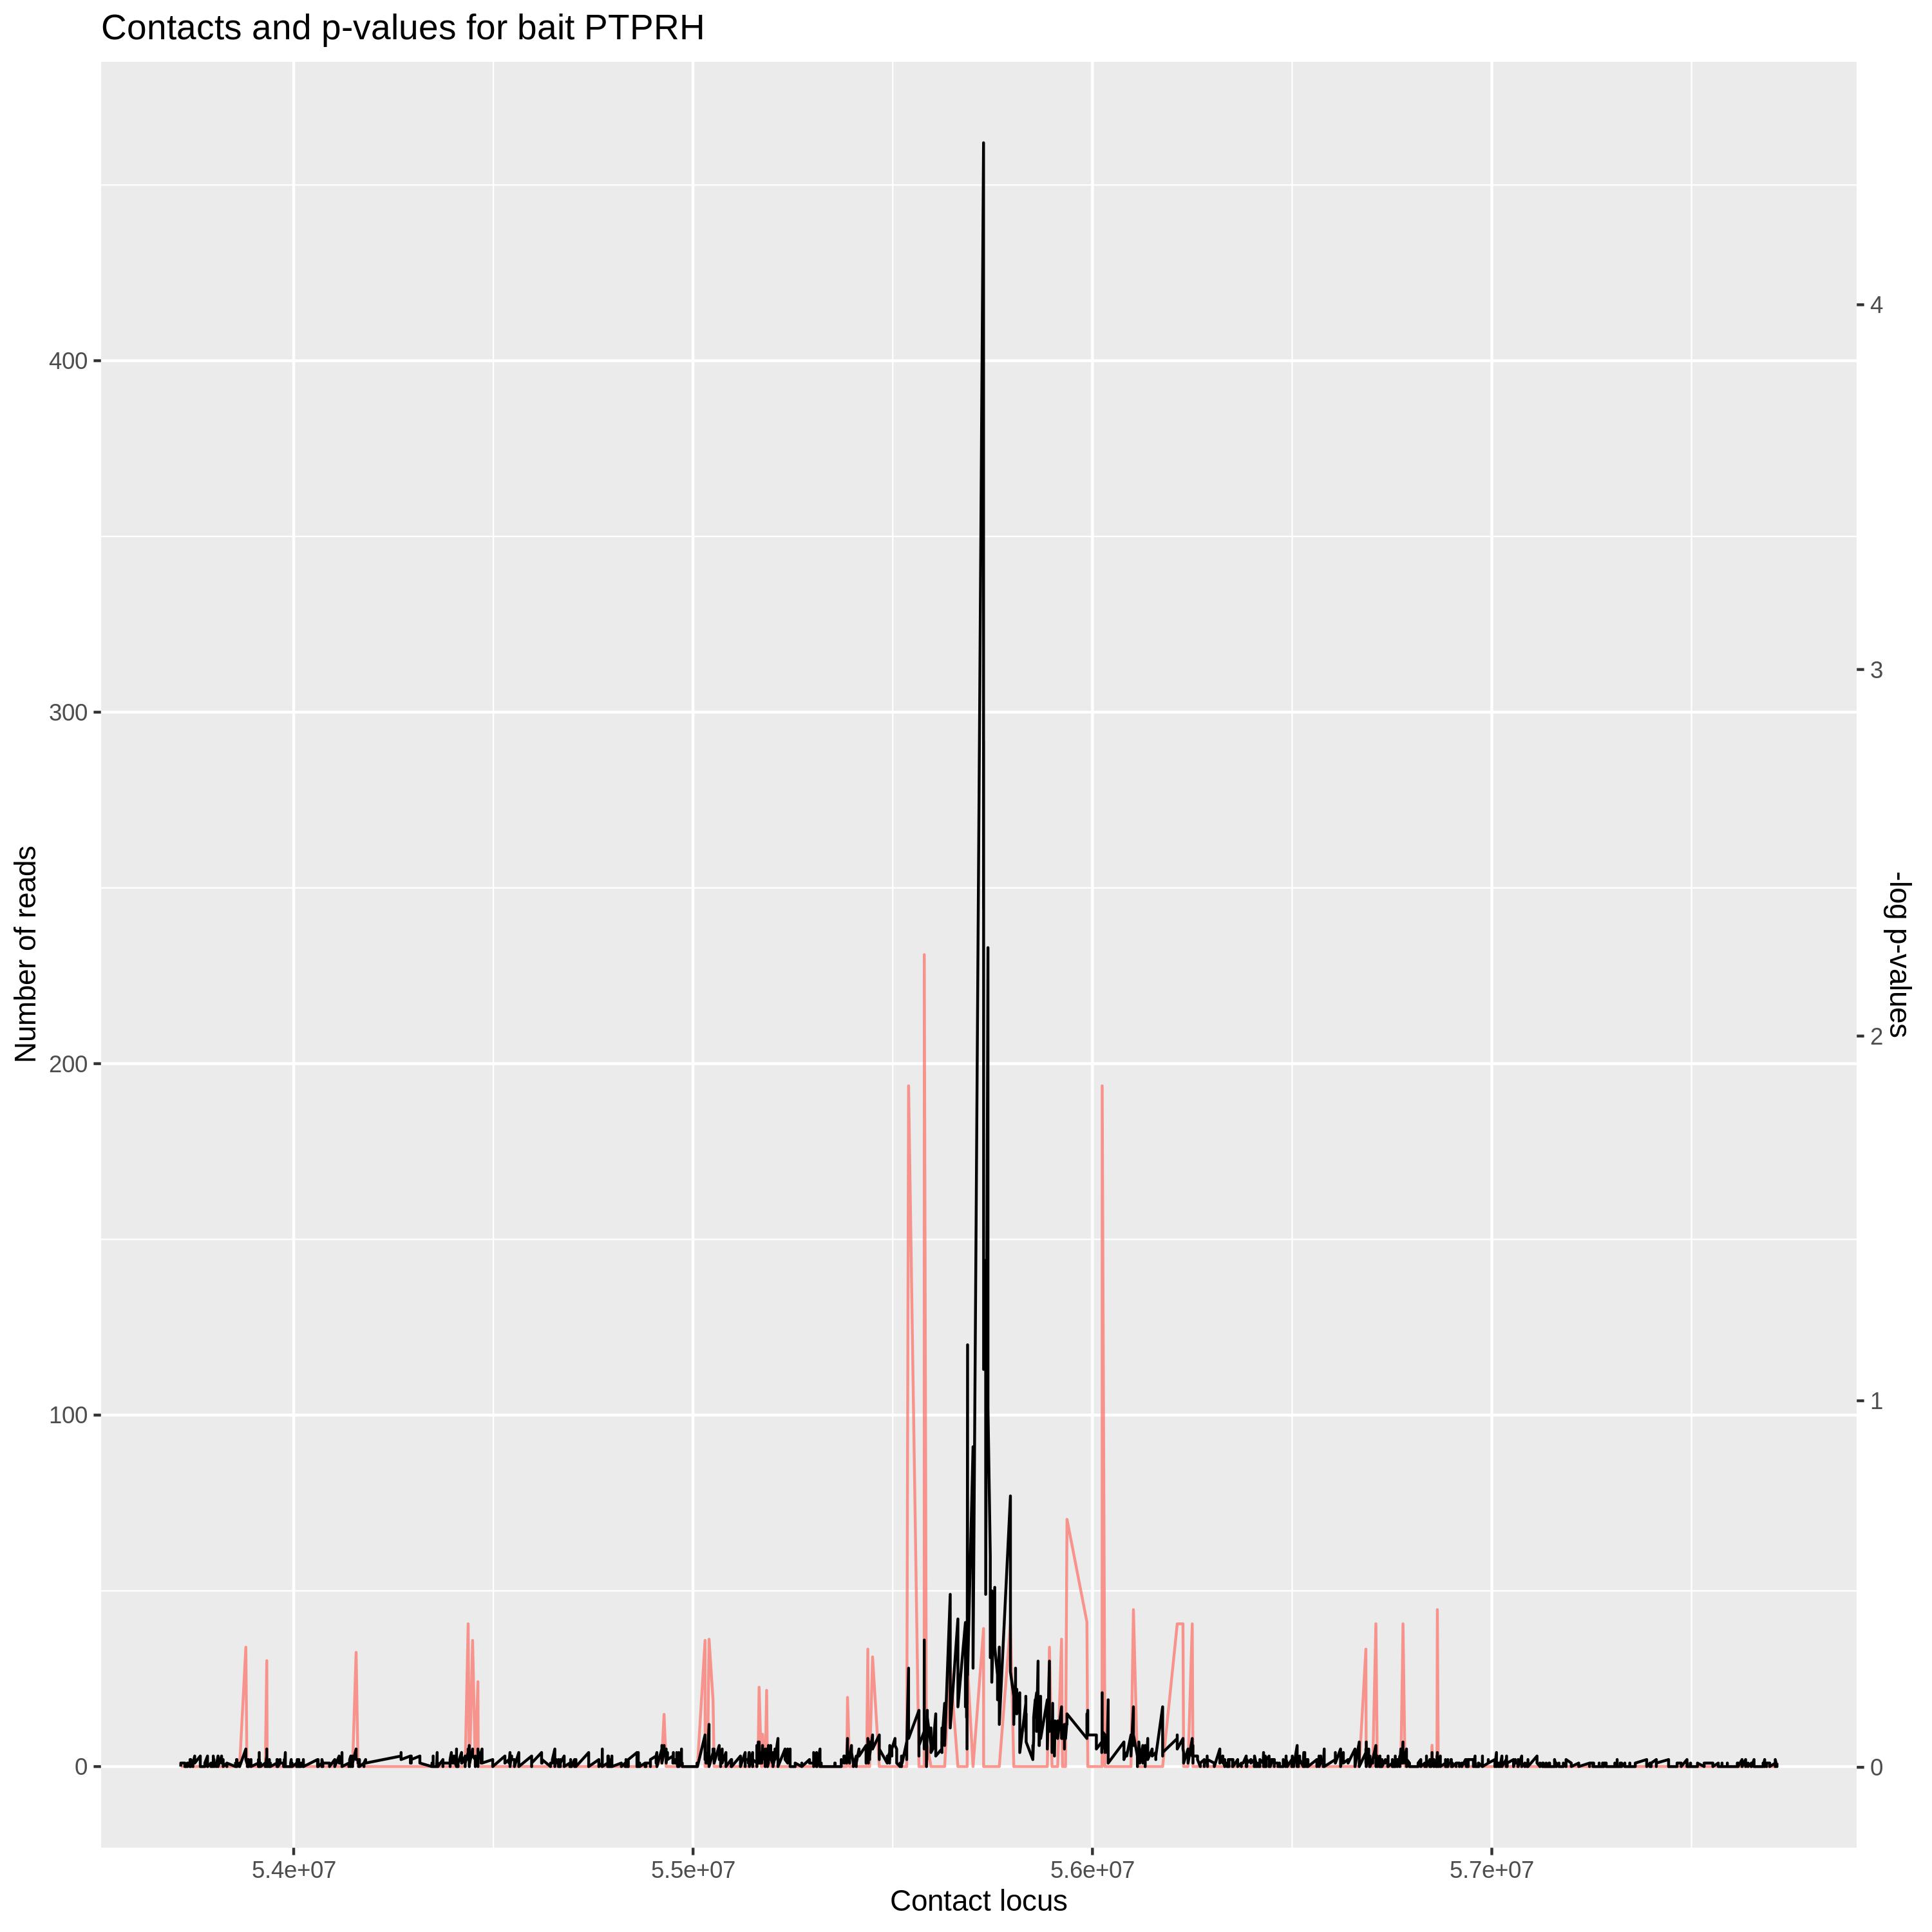 Contacts and p-values for bait PTPRH
Number of reads
400
300
200
100
0
4
3
2
1
0
-log p-values
5.4e+07
5.5e+07
5.6e+07
5.7e+07
Contact locus